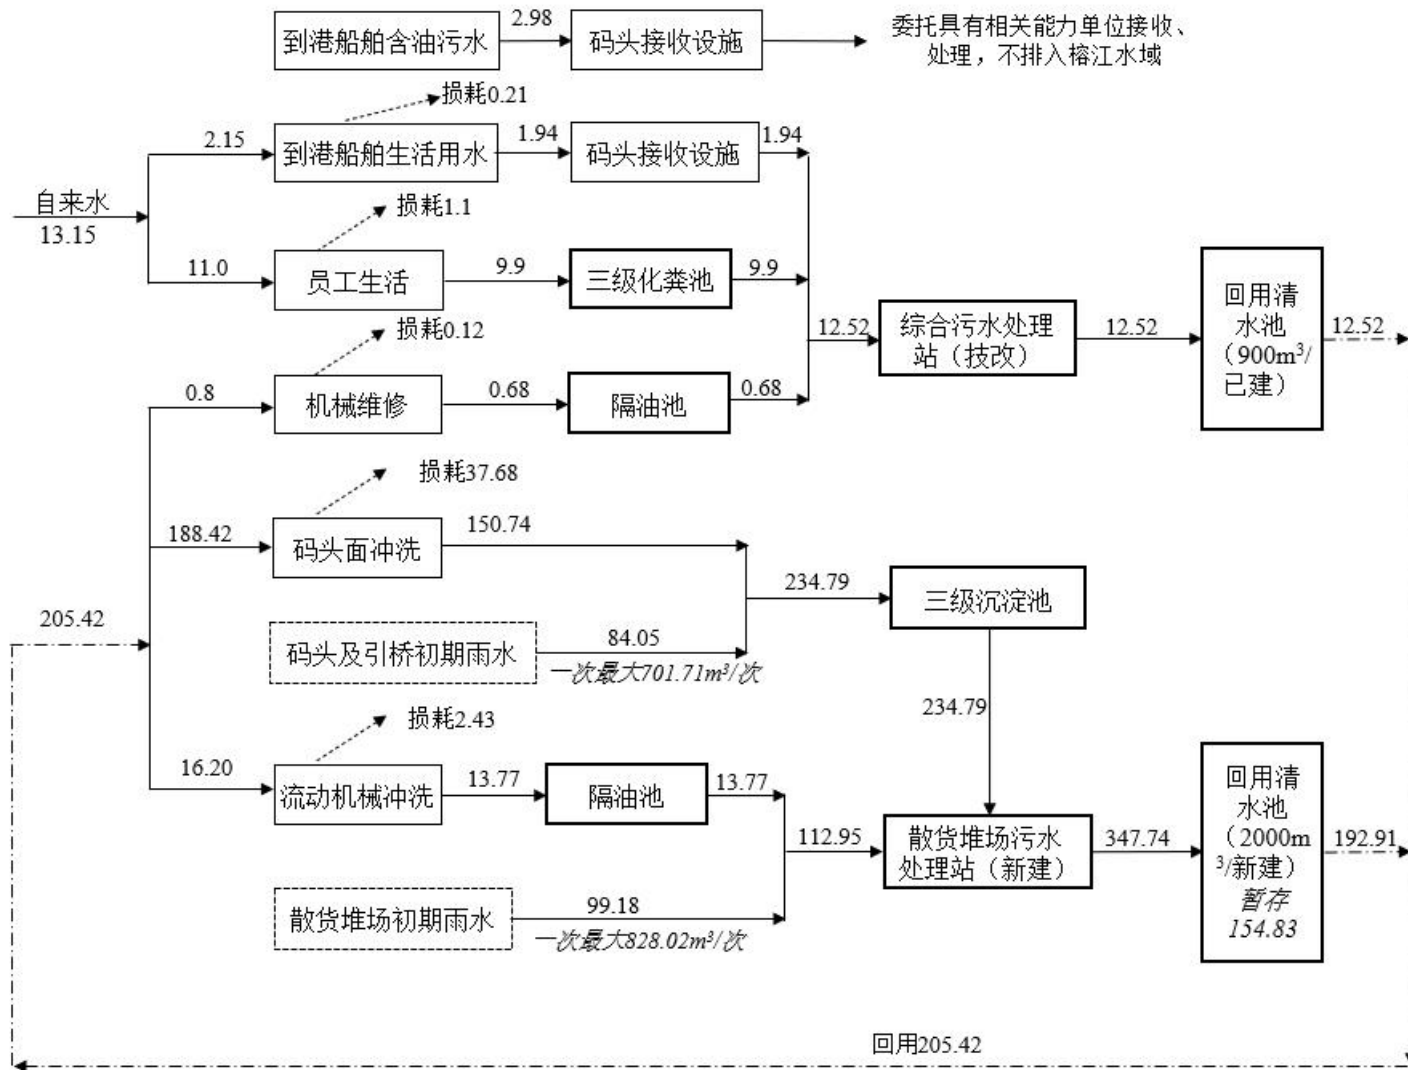 到港船舶含油污水
2.98
码头接收设施
委托具有相关能力单位接收、
处理，不排入榕江水域
损耗0.21
2.15
到港船舶生活用水
1.94
码头接收设施
1.94
自来水
13.15
损耗1.1
11.0
员工生活
9.9
三级化粪池
9.9
12.52
综合污水处理
站（技改）
12.52
回用清
水池
（900m³/
已建）
12.52
损耗0.12
0.8
机械维修
0.68
隔油池
0.68
损耗37.68
188.42
码头面冲洗
150.74
234.79
三级沉淀池
205.42
码头及引桥初期雨水
84.05
一次最大701.71m³/次
234.79
损耗2.43
16.20
流动机械冲洗
13.77
隔油池
13.77
112.95
散货堆场污水
处理站（新建）
347.74
回用清
水池
（2000m
³/新建）
暂存
154.83
192.91
散货堆场初期雨水
99.18
一次最大828.02m³/次
回用205.42